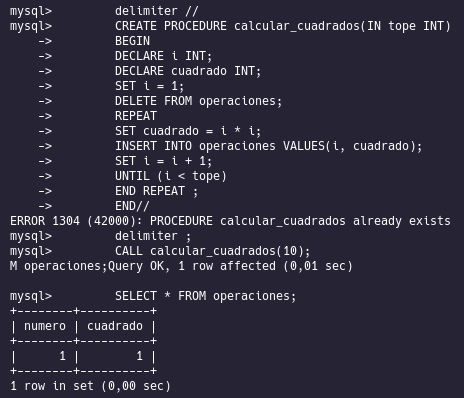 mysql>         delimiter //
mysql>         CREATE PROCEDURE calcular_cuadrados(IN tope INT)
    ->         BEGIN
    ->         DECLARE i INT;
    ->         DECLARE cuadrado INT;
    ->         SET i = 1;
    ->         DELETE FROM operaciones;
    ->         REPEAT
    ->         SET cuadrado = i * i;
    ->         INSERT INTO operaciones VALUES(i, cuadrado);
    ->         SET i = i + 1;
    ->         UNTIL (i < tope)
    ->         END REPEAT ;
    ->         END//
ERROR 1304 (42000): PROCEDURE calcular_cuadrados already exists
mysql>         delimiter ;
mysql>         CALL calcular_cuadrados(10);
M operaciones;Query OK, 1 row affected (0,01 sec)

mysql>         SELECT * FROM operaciones;
+--------+----------+
| numero | cuadrado |
+--------+----------+
|      1 |        1 |
+--------+----------+
1 row in set (0,00 sec)